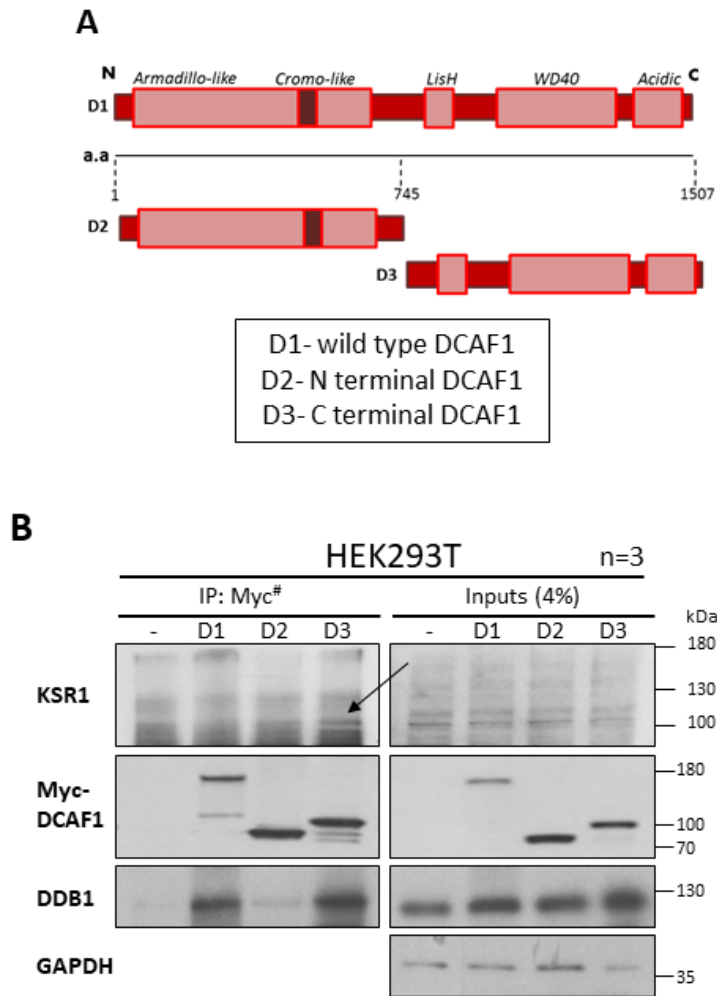 A
N Armadillo-like Cromo-like LisH WD40 Acidic C
D1
a.a
1 745 1507
D2
D3
D1- wild type DCAF1
D2- N terminal DCAF1
D3- C terminal DCAF1
B
HEK293T n=3
IP: Myc# Inputs (4%)
kDa
- D1 D2 D3 - D1 D2 D3
180
KSR1
130
100
Myc-
DCAF1
180
100
70
DDB1
130
GAPDH
35